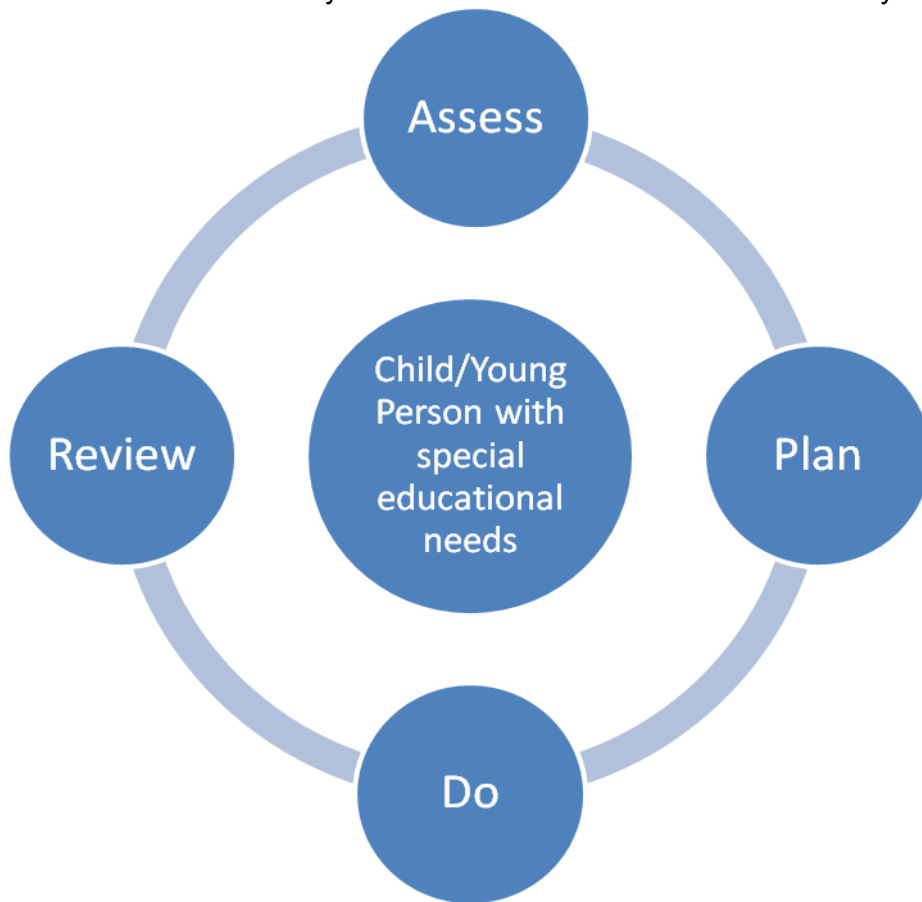 Assess
Child/Young
Person with
special
educational
needs
Review
Plan
Do